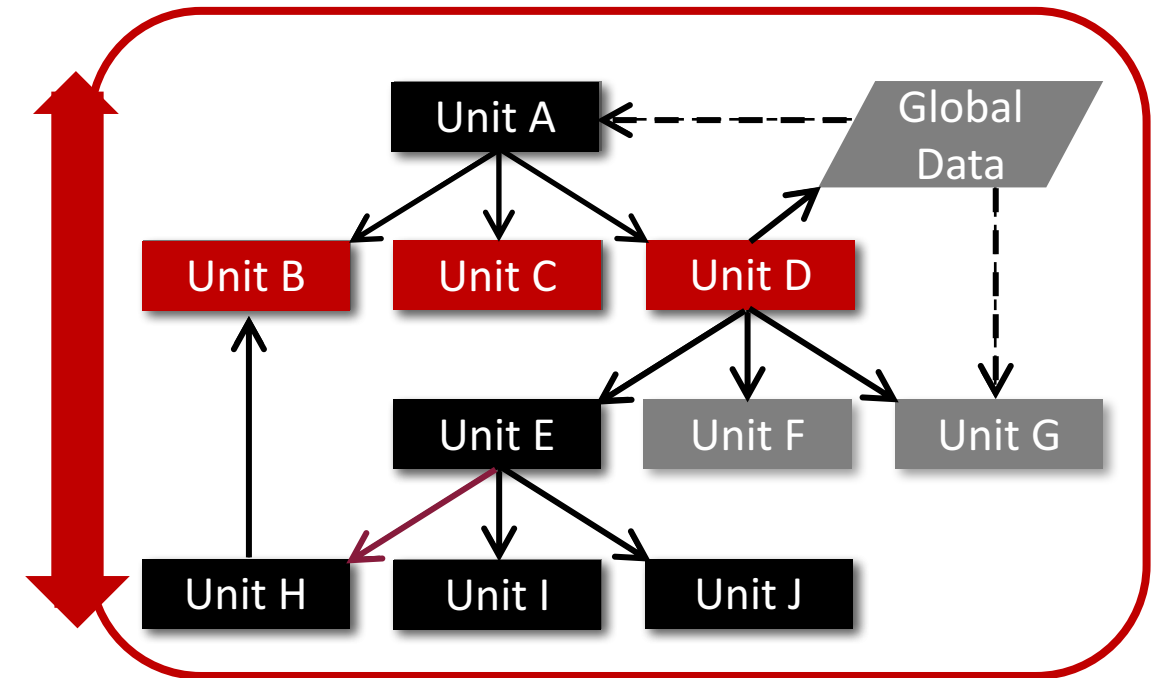 Unit A
Global
Data
Unit B
Unit C
Unit D
Unit E
Unit F
Unit G
Unit H
Unit I
Unit J